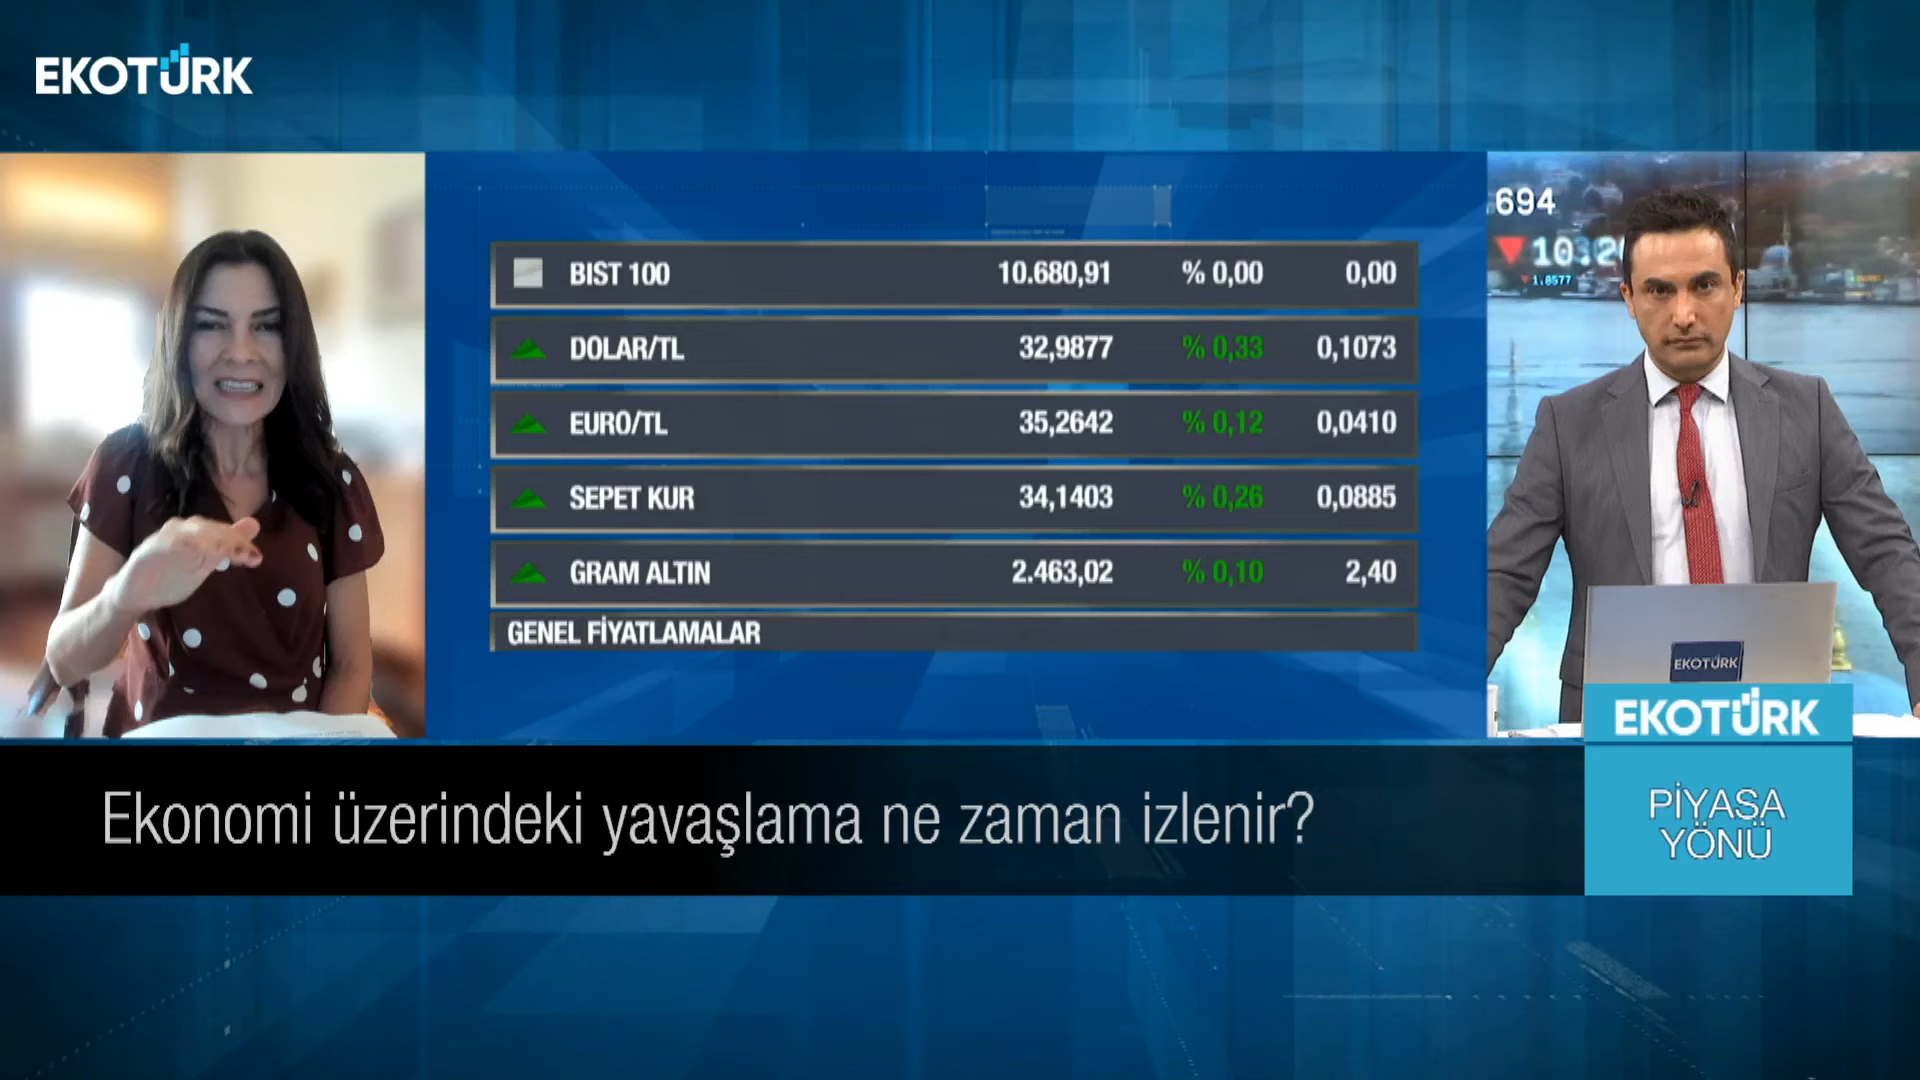 EKOTÜRK
694
BIST 100 10.680,91 % 0,00 0,00
DOLAR/TL 32,9877 % 0,33 0,1073
EURO/TL 35,2642 % 0,12 0,0410
SEPET KUR 34,1403 % 0,26 0,0885
GRAM ALTIN 2.463,02 % 0,10 2,40
GENEL FİYATLAMALAR
1.8577
EKOTÜRK
EKOTÜRK
Ekonomi üzerindeki yavaşlama ne zaman izlenir?
PİYASA
YÖNÜ